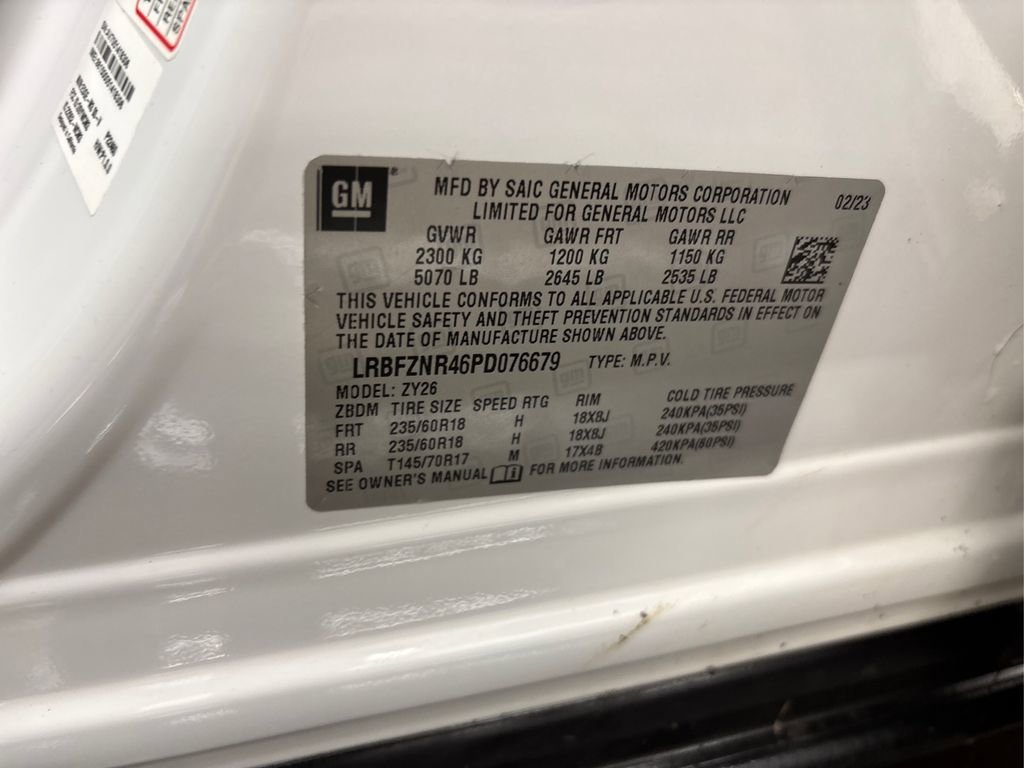 GM
MFD BY SAIC GENERAL MOTORS CORPORATION
LIMITED FOR GENERAL MOTORS LLC
02/23
GVWR GAWR FRT GAWR RR
2300 KG 1200 KG 1150 KG
5070 LB 2645 LB 2535 LB
THIS VEHICLE CONFORMS TO ALL APPLICABLE U.S. FEDERAL MOTOR
VEHICLE SAFETY AND THEFT PREVENTION STANDARDS IN EFFECT ON
THE DATE OF MANUFACTURE SHOWN ABOVE.
LRBFZNR46PD076679 TYPE: M.P.V.
MODEL: ZY26
ZBDM TIRE SIZE SPEED RTG RIM COLD TIRE PRESSURE
FRT 235/60R18 H 18X8J 240KPA(35PSI)
RR 235/60R18 H 18X8J 240KPA(35PSI)
SPA T145/70R17 M 17X4B 420KPA(60PSI)
SEE OWNER'S MANUAL FOR MORE INFORMATION.